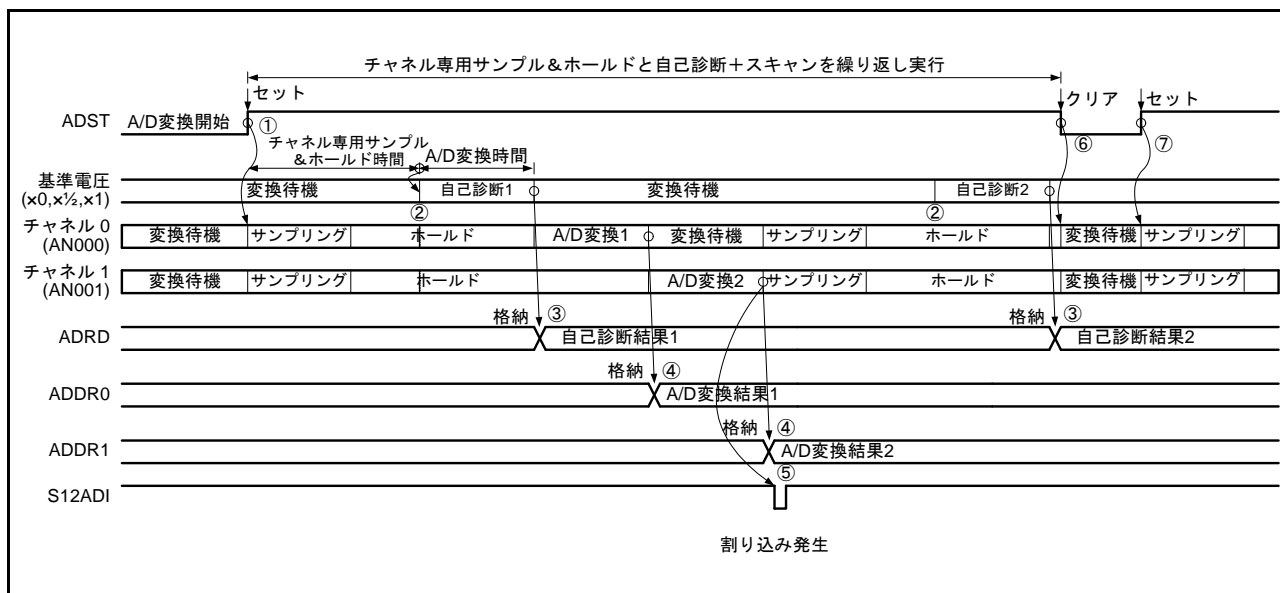 チャネル専用サンプル&ホールドと自己診断+スキャンを繰り返し実行
セット
クリア
セット
ADST
A/D変換開始
①
⑥
⑦
チャネル専用サンプル
&ホールド時間
A/D変換時間
基準電圧
(×0,×½,×1)
変換待機
自己診断1
変換待機
自己診断2
②
②
チャネル 0
(AN000)
変換待機
サンプリング
ホールド
A/D変換1
変換待機
サンプリング
ホールド
変換待機
サンプリング
チャネル 1
(AN001)
変換待機
サンプリング
ホールド
A/D変換2
サンプリング
ホールド
変換待機
サンプリング
ADRD
格納
③
自己診断結果1
格納
③
自己診断結果2
ADDR0
格納
④
A/D変換結果1
ADDR1
格納
④
A/D変換結果2
S12ADI
⑤
割り込み発生